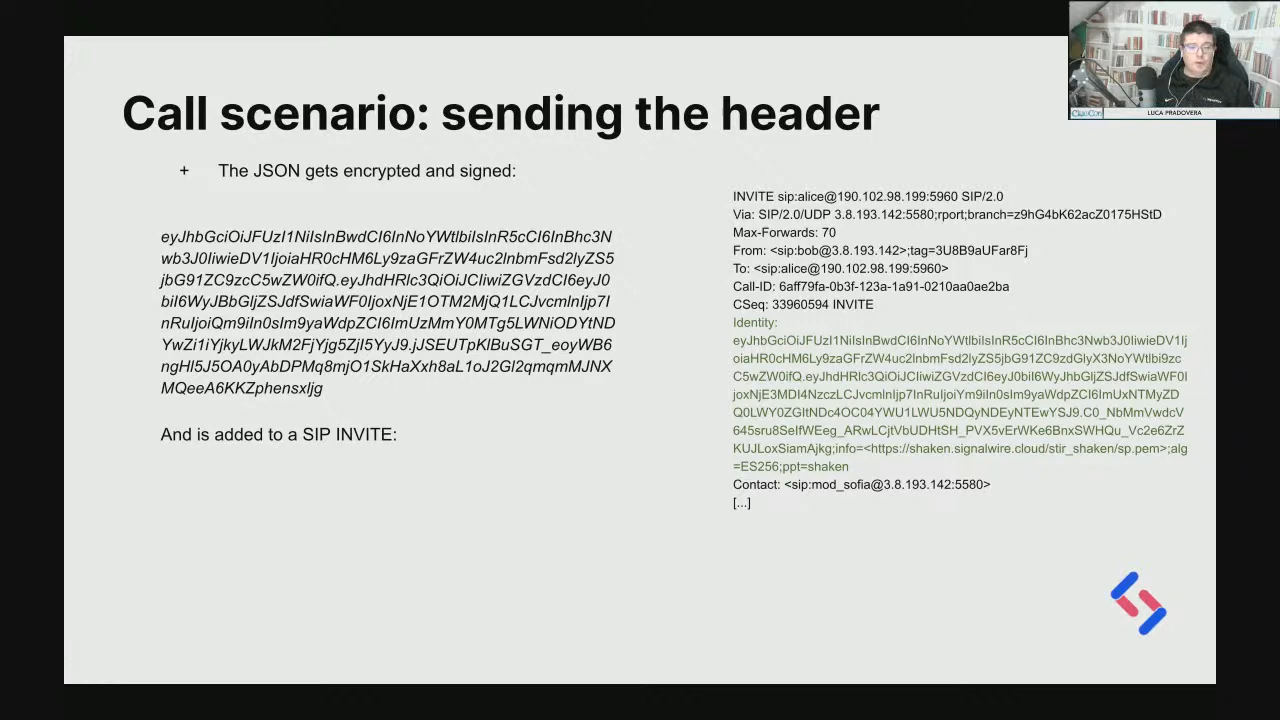 Call scenario: sending the header
+ The JSON gets encrypted and signed:
eyJhbGciOiJFUzI1NiIsInBwdCI6InNoYWtlbiIsInR5cCI6InBhc3N
wb3J0IiwieDV1IjoiaHR0cHM6Ly9zaGFrZW4uc2lnbmFsd2lyZS5
jbG91ZC9zcC5wZW0ifQ.eyJhdHRlc3QiOiJCIiwiZGVzdCI6eyJ0
biI6WyJBbGljZSJdfSwiaWF0IjoxNjE1OTM2MjQ1LCJvcmlnIjp7I
nRuIjoiQm9iIn0sIm9yaWdpZCI6ImUzMmY0MTg5LWNiODYtND
YwZi1iYjkyLWJkM2FjYjg5ZjI5YyJ9.jJSEUTpKlBuSGT_eoyWB6
ngHl5J5OA0yAbDPMq8mjO1SkHaXxh8aL1oJ2Gl2qmqmMJNX
MQeeA6KKZphensxljg
And is added to a SIP INVITE:
INVITE sip:alice@190.102.98.199:5960 SIP/2.0
Via: SIP/2.0/UDP 3.8.193.142:5580;rport;branch=z9hG4bK62acZ0175HStD
Max-Forwards: 70
From: <sip:bob@3.8.193.142>;tag=3U8B9aUFar8Fj
To: <sip:alice@190.102.98.199:5960>
Call-ID: 6aff79fa-0b3f-123a-1a91-0210aa0ae2ba
CSeq: 33960594 INVITE
Identity:
eyJhbGciOiJFUzI1NiIsInBwdCI6InNoYWtlbiIsInR5cCI6InBhc3Nwb3J0IiwieDV1Ij
oiaHR0cHM6Ly9zaGFrZW4uc2lnbmFsd2lyZS5jbG91ZC9zdGlyX3NoYWtlbi9zc
C5wZW0ifQ.eyJhdHRlc3QiOiJCIiwiZGVzdCI6eyJ0biI6WyJhbGljZSJdfSwiaWF0I
joxNjE3MDI4NzczLCJvcmlnIjp7InRuIjoiYm9iIn0sIm9yaWdpZCI6ImUxNTMyZD
Q0LWY0ZGItNDc4OC04YWU1LWU5NDQyNDEyNTEwYSJ9.C0_NbMmVwdcV
645sru8SeIfWEeg_ARwLCjtVbUDHtSH_PVX5vErWKe6BnxSWHQu_Vc2e6ZrZ
KUJLoxSiamAjkg;info=<https://shaken.signalwire.cloud/stir_shaken/sp.pem>;alg
=ES256;ppt=shaken
Contact: <sip:mod_sofia@3.8.193.142:5580>
[...]
ClueCon
LUCA PRADOVERA